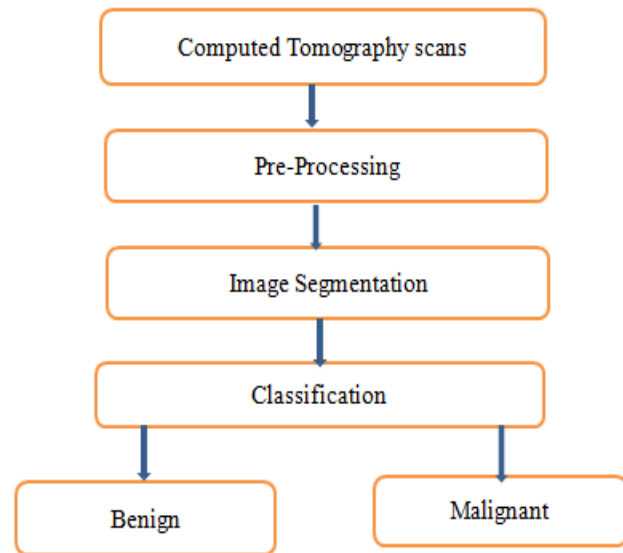 Computed Tomography scans
Pre-Processing
Image Segmentation
Classification
Benign
Malignant